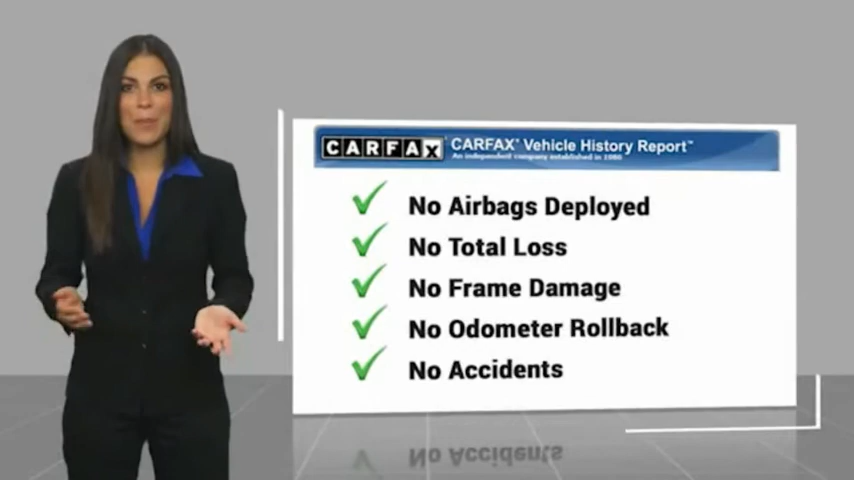 CARFAX CARFAX® Vehicle History Report™
An independent company established in 1986
No Airbags Deployed
No Total Loss
No Frame Damage
No Odometer Rollback
No Accidents
No Accidents